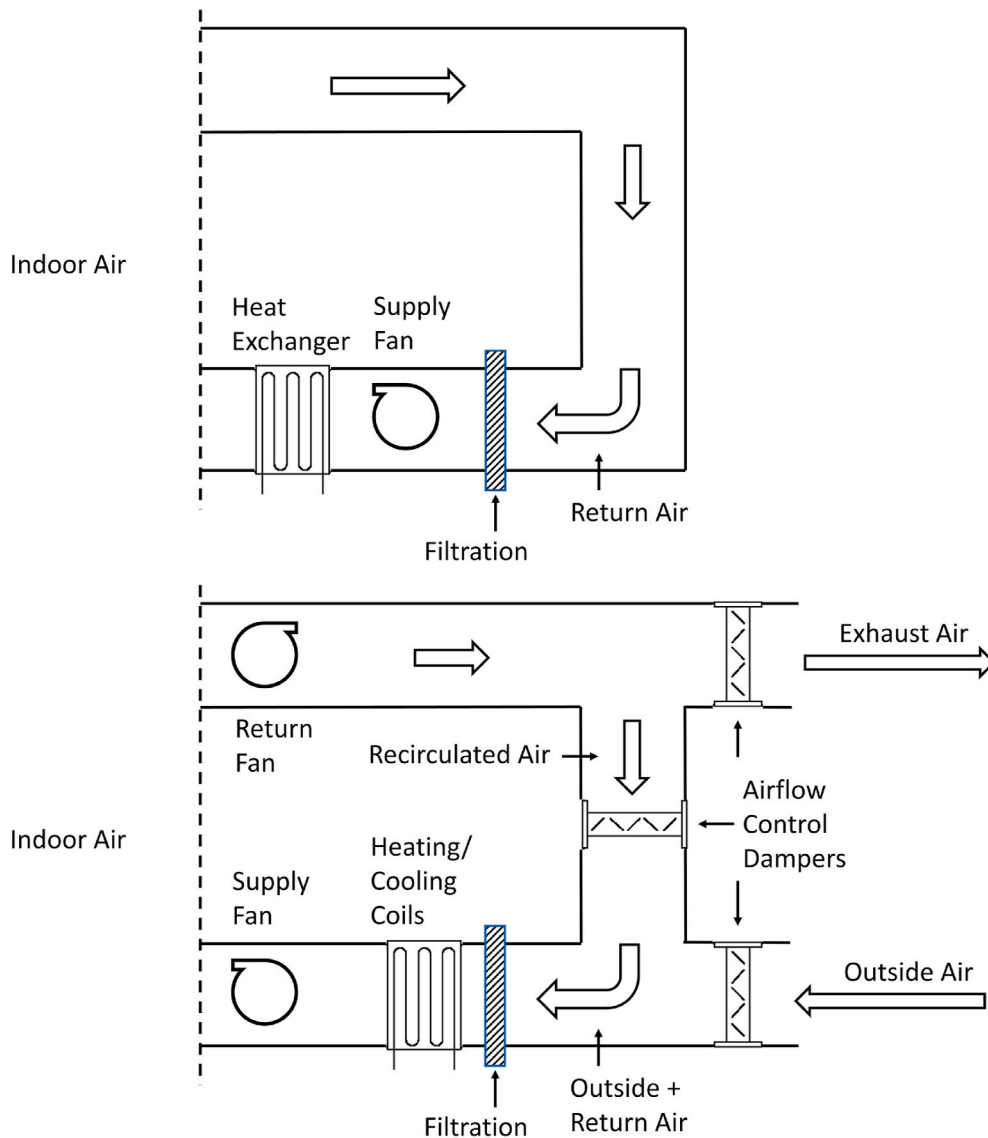 Indoor Air
Heat
Exchanger
Supply
Fan
Return Air
Filtration
Exhaust Air
Return
Fan
Recirculated Air
Airflow
Control
Dampers
Indoor Air
Heating/
Cooling
Coils
Supply
Fan
Outside Air
Outside +
Return Air
Filtration